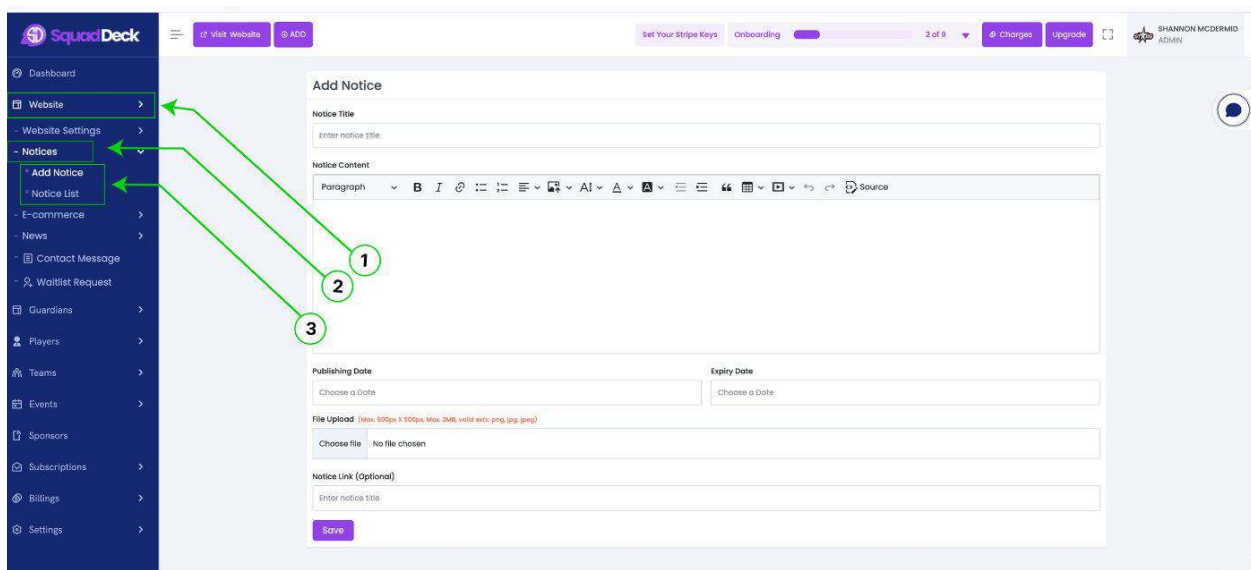 SquadDeck
Visit Website
ADD
Set Your Stripe Keys
Onboarding
2 of 9
Charges
Upgrade
SHANNON MCDERMID
ADMIN
Dashboard
Website
- Website Settings
- Notices
° Add Notice
° Notice List
- E-commerce
- News
- Contact Message
- Waitlist Request
Guardians
Players
Teams
Events
Sponsors
Subscriptions
Billings
Settings
Add Notice
Notice Title
Enter notice title
Notice Content
Paragraph
Source
1
2
3
Publishing Date
Expiry Date
Choose a Date
Choose a Date
File Upload (Max. 500px X 500px, Max. 2MB, valid exts: png, jpg, jpeg)
Choose file No file chosen
Notice Link (Optional)
Enter notice title
Save